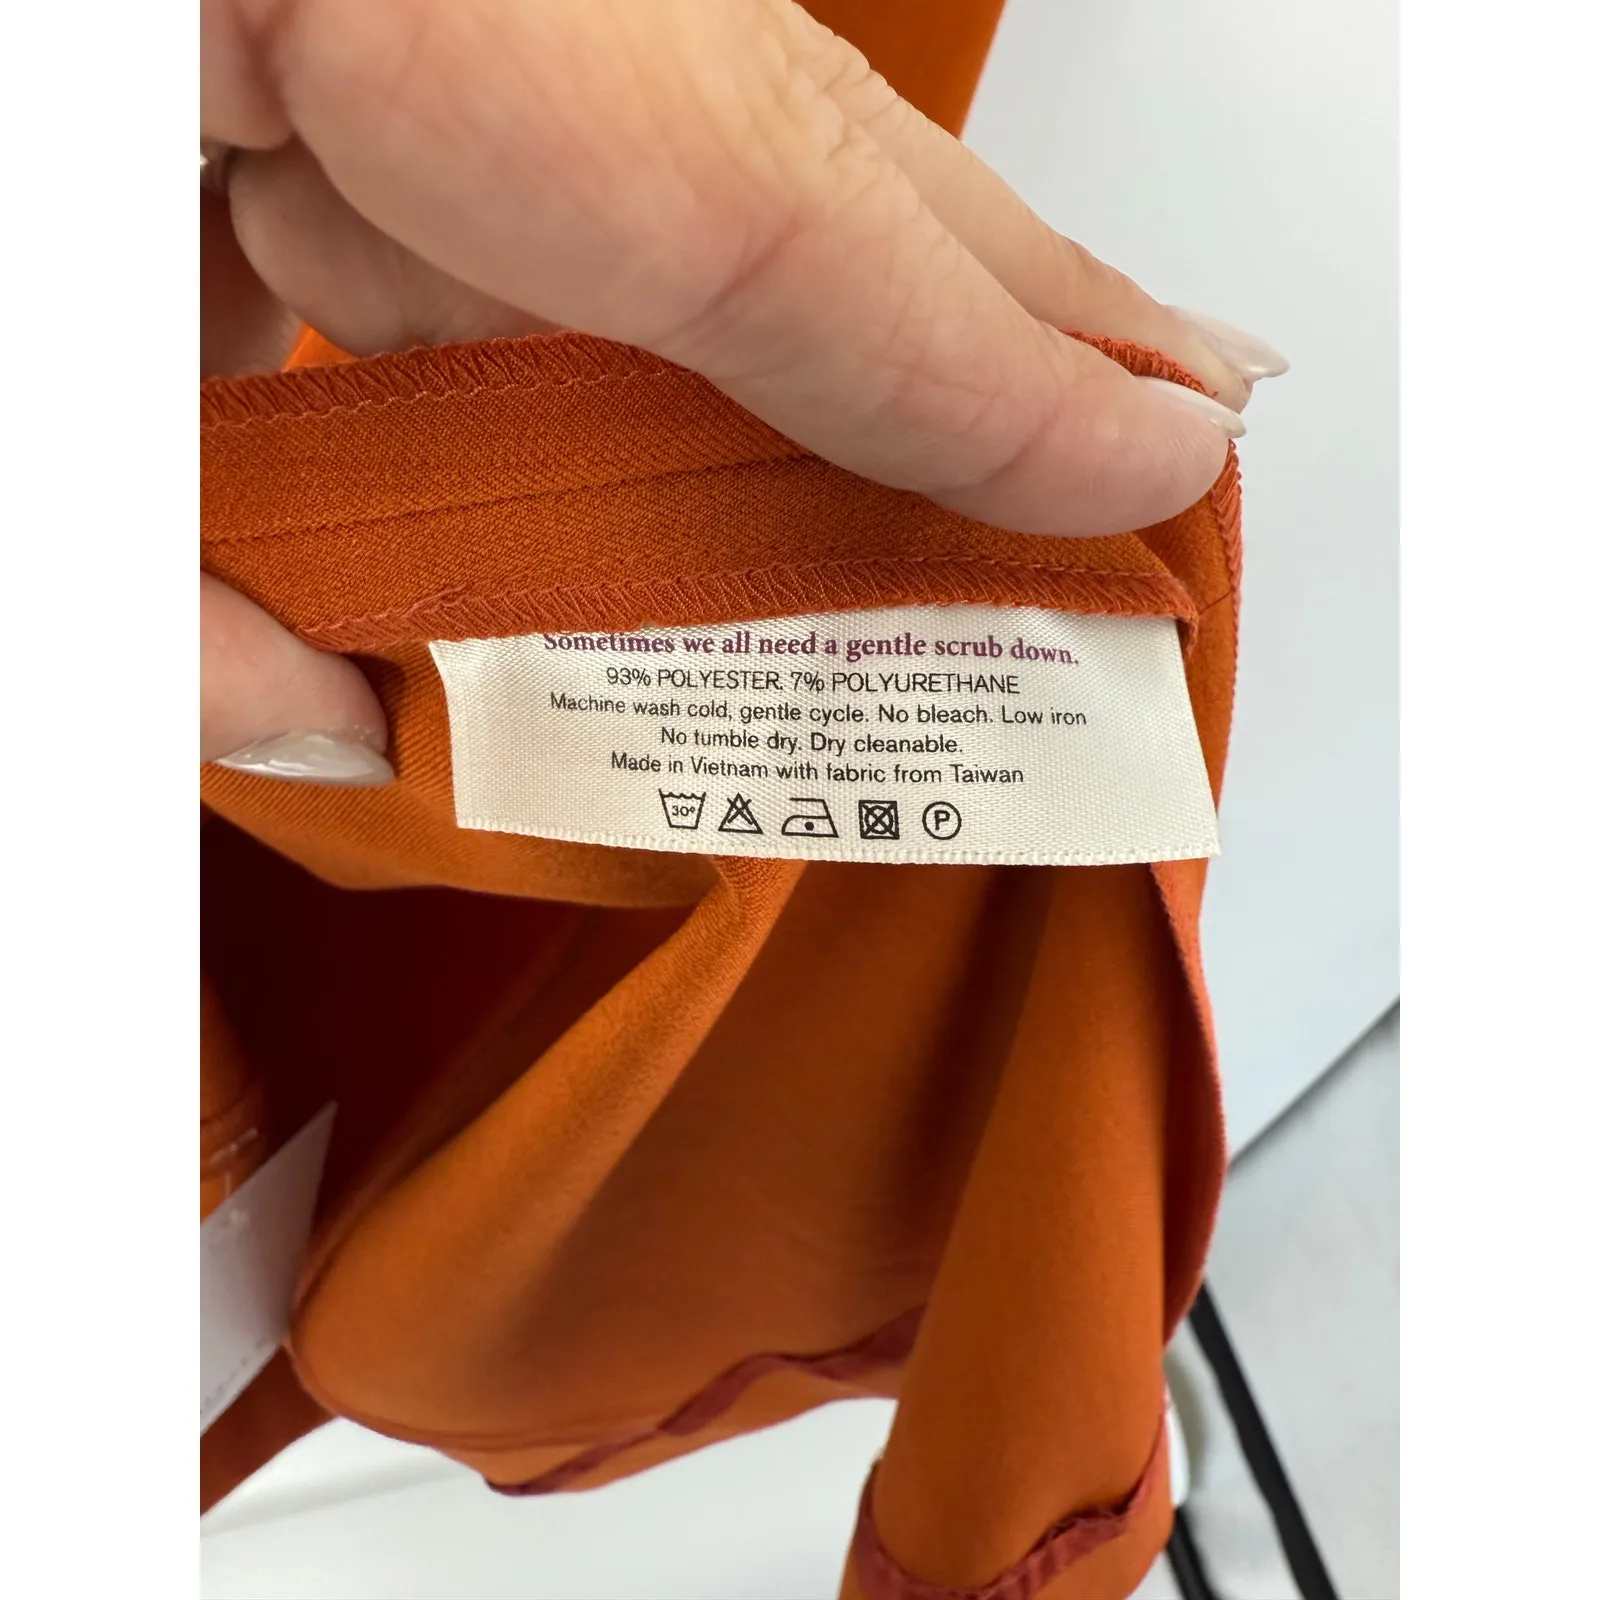 Sometimes we all need a gentle scrub down.
93% POLYESTER. 7% POLYURETHANE
Machine wash cold, gentle cycle. No bleach. Low iron
No tumble dry. Dry cleanable.
Made in Vietnam with fabric from Taiwan
30° P